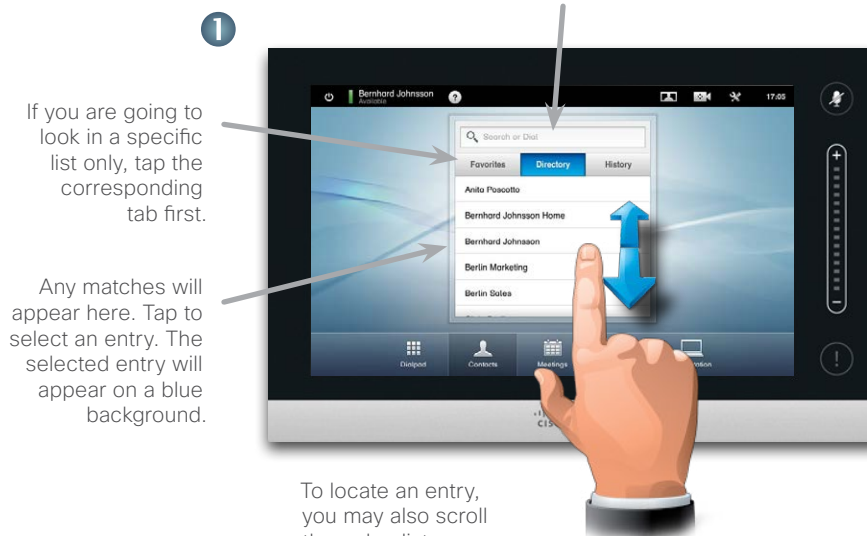 1
If you are going to
look in a specific
list only, tap the
corresponding
tab first.
Any matches will
appear here. Tap to
select an entry. The
selected entry will
appear on a blue
background.
Bernhard Johnsson
Available
?
17:05
Search or Dial
Favorites Directory History
Anita Pascotto
Bernhard Johnsson Home
Bernhard Johnsson
Berlin Marketing
Berlin Sales
Dialpad Contacts Meetings
+
−
!
To locate an entry,
you may also scroll